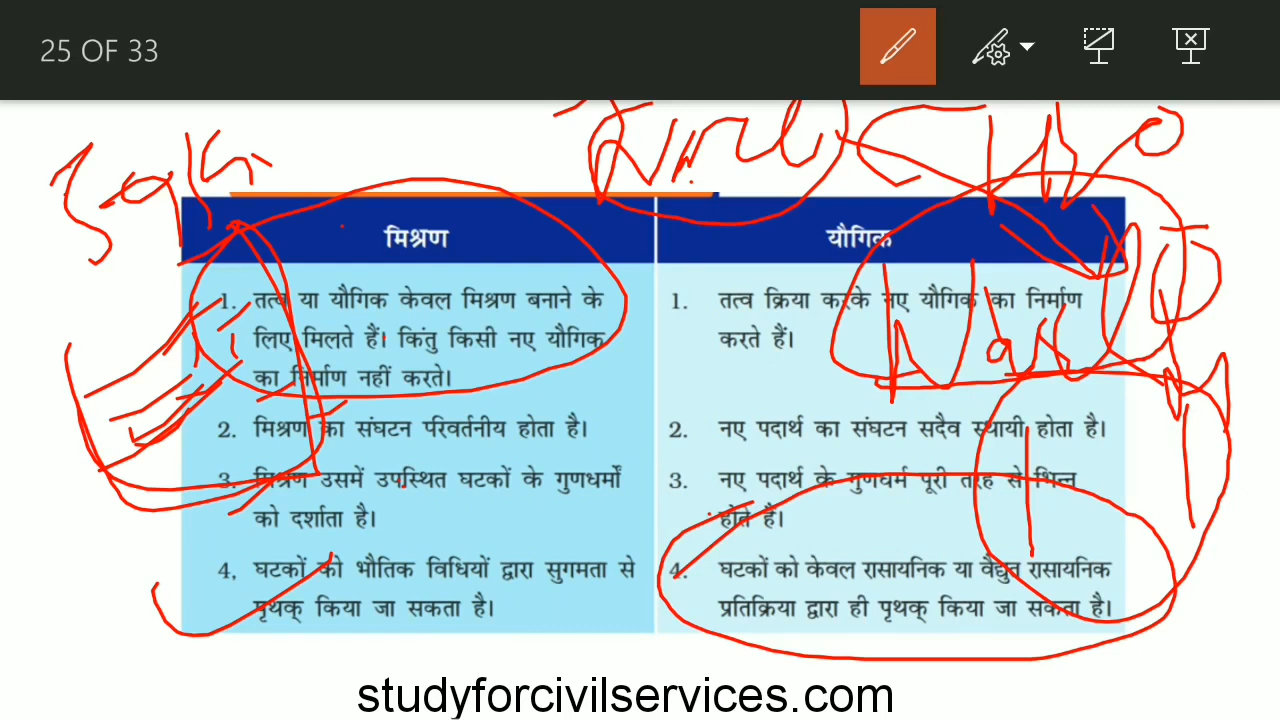 25 OF 33
मिश्रण
यौगिक
1. तत्व या यौगिक केवल मिश्रण बनाने के
लिए मिलते हैं। किंतु किसी नए यौगिक
का निर्माण नहीं करते।
1. तत्व क्रिया करके नए यौगिक का निर्माण
करते हैं।
2. मिश्रण का संघटन परिवर्तनीय होता है।
2. नए पदार्थ का संघटन सदैव स्थायी होता है।
3. मिश्रण उसमें उपस्थित घटकों के गुणधर्मों
को दर्शाता है।
3. नए पदार्थ के गुणधर्म पूरी तरह से भिन्न
होते हैं।
4, घटकों को भौतिक विधियों द्वारा सुगमता से
पृथक् किया जा सकता है।
4. घटकों को केवल रासायनिक या वैद्युत रासायनिक
प्रतिक्रिया द्वारा ही पृथक् किया जा सकता है।
studyforcivilservices.com